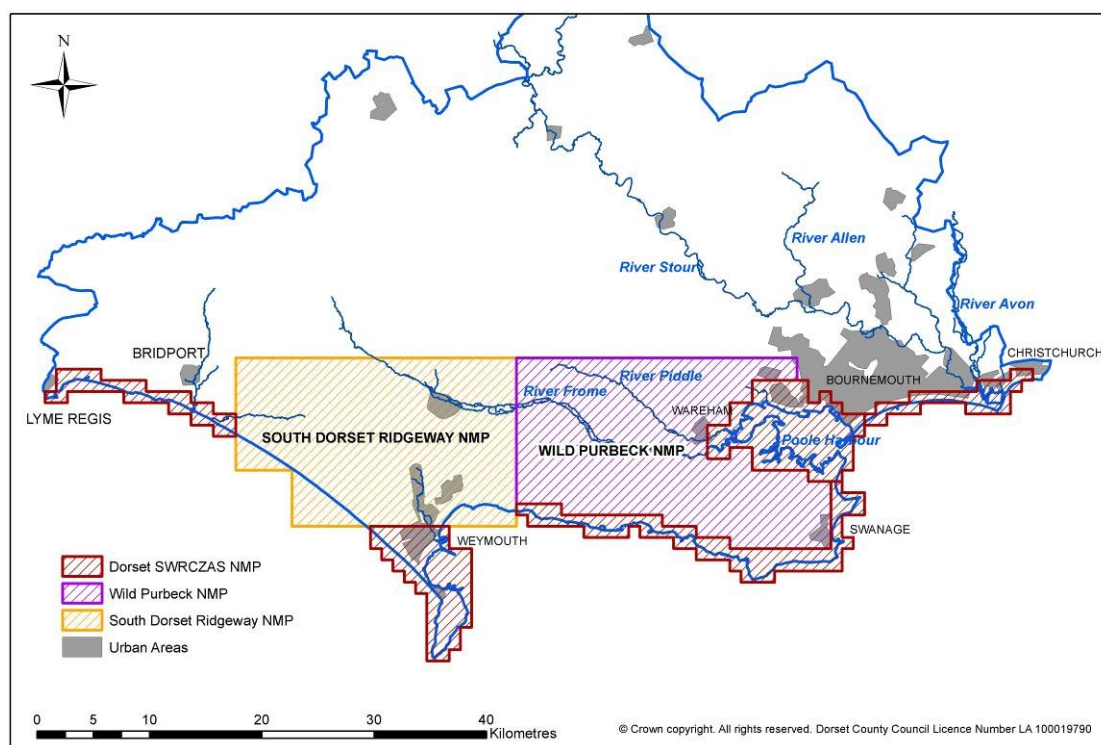 N
River Allen
River Stour
River Avon
BRIDPORT
CHRISTCHURCH
BOURNEMOUTH
River Piddle
River Frome
WAREHAM
LYME REGIS
SOUTH DORSET RIDGEWAY NMP
Poole Harbour
WILD PURBECK NMP
SWANAGE
WEYMOUTH
Dorset SWRCZAS NMP
Wild Purbeck NMP
South Dorset Ridgeway NMP
Urban Areas
0 5 10 20 30 40
Kilometres
© Crown copyright. All rights reserved. Dorset County Council Licence Number LA 100019790